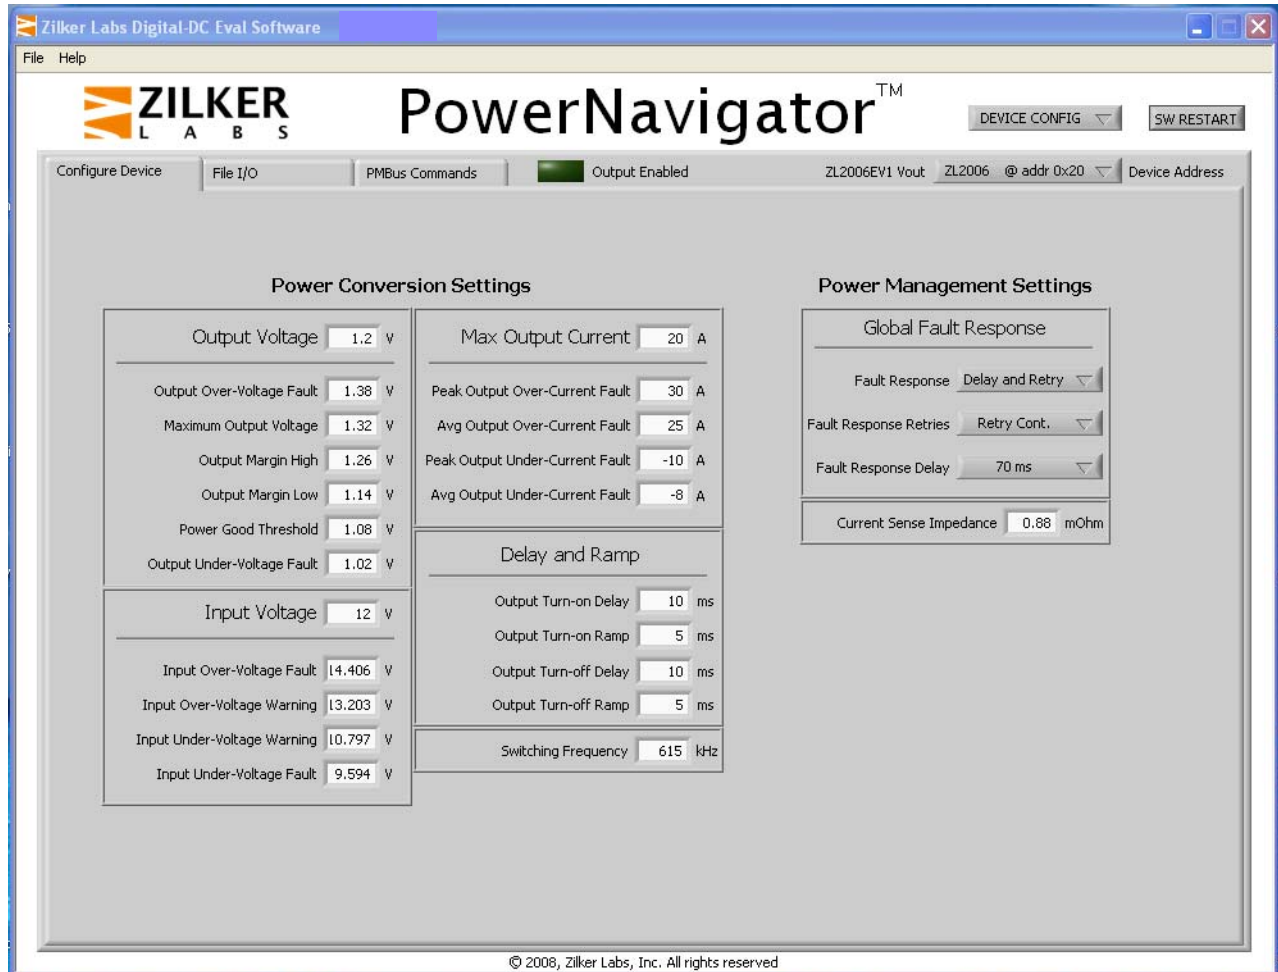 Zilker Labs Digital-DC Eval Software
File Help
ZILKER
LABS
PowerNavigator™
DEVICE CONFIG
SW RESTART
Configure Device
File I/O
PMBus Commands
Output Enabled
ZL2006EV1 Vout
ZL2006 @ addr 0x20
Device Address
Power Conversion Settings
Output Voltage 1.2 V
Output Over-Voltage Fault 1.38 V
Maximum Output Voltage 1.32 V
Output Margin High 1.26 V
Output Margin Low 1.14 V
Power Good Threshold 1.08 V
Output Under-Voltage Fault 1.02 V
Input Voltage 12 V
Input Over-Voltage Fault 14.406 V
Input Over-Voltage Warning 13.203 V
Input Under-Voltage Warning 10.797 V
Input Under-Voltage Fault 9.594 V
Max Output Current 20 A
Peak Output Over-Current Fault 30 A
Avg Output Over-Current Fault 25 A
Peak Output Under-Current Fault -10 A
Avg Output Under-Current Fault -8 A
Delay and Ramp
Output Turn-on Delay 10 ms
Output Turn-on Ramp 5 ms
Output Turn-off Delay 10 ms
Output Turn-off Ramp 5 ms
Switching Frequency 615 kHz
Power Management Settings
Global Fault Response
Fault Response Delay and Retry
Fault Response Retries Retry Cont.
Fault Response Delay 70 ms
Current Sense Impedance 0.88 mOhm
© 2008, Zilker Labs, Inc. All rights reserved